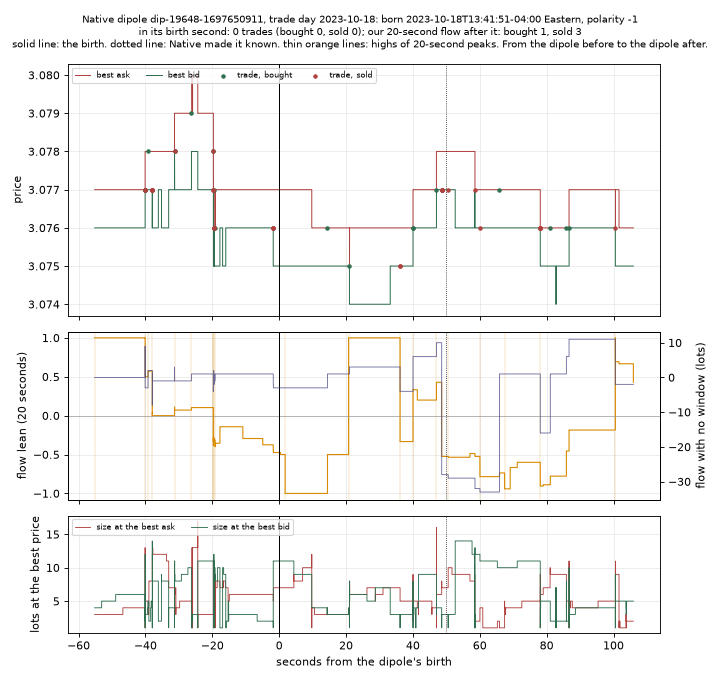 Native dipole dip-19648-1697650911, trade day 2023-10-18: born 2023-10-18T13:41:51-04:00 Eastern, polarity -1
in its birth second: 0 trades (bought 0, sold 0); our 20-second flow after it: bought 1, sold 3
solid line: the birth. dotted line: Native made it known. thin orange lines: highs of 20-second peaks. From the dipole before to the dipole after.
best ask best bid trade, bought trade, sold
3.080
3.079
3.078
3.077
3.076
3.075
3.074
price
1.0
0.5
0.0
−0.5
−1.0
flow lean (20 seconds)
10
0
−10
−20
−30
flow with no window (lots)
size at the best ask size at the best bid
15
10
5
lots at the best price
−60 −40 −20 0 20 40 60 80 100
seconds from the dipole's birth